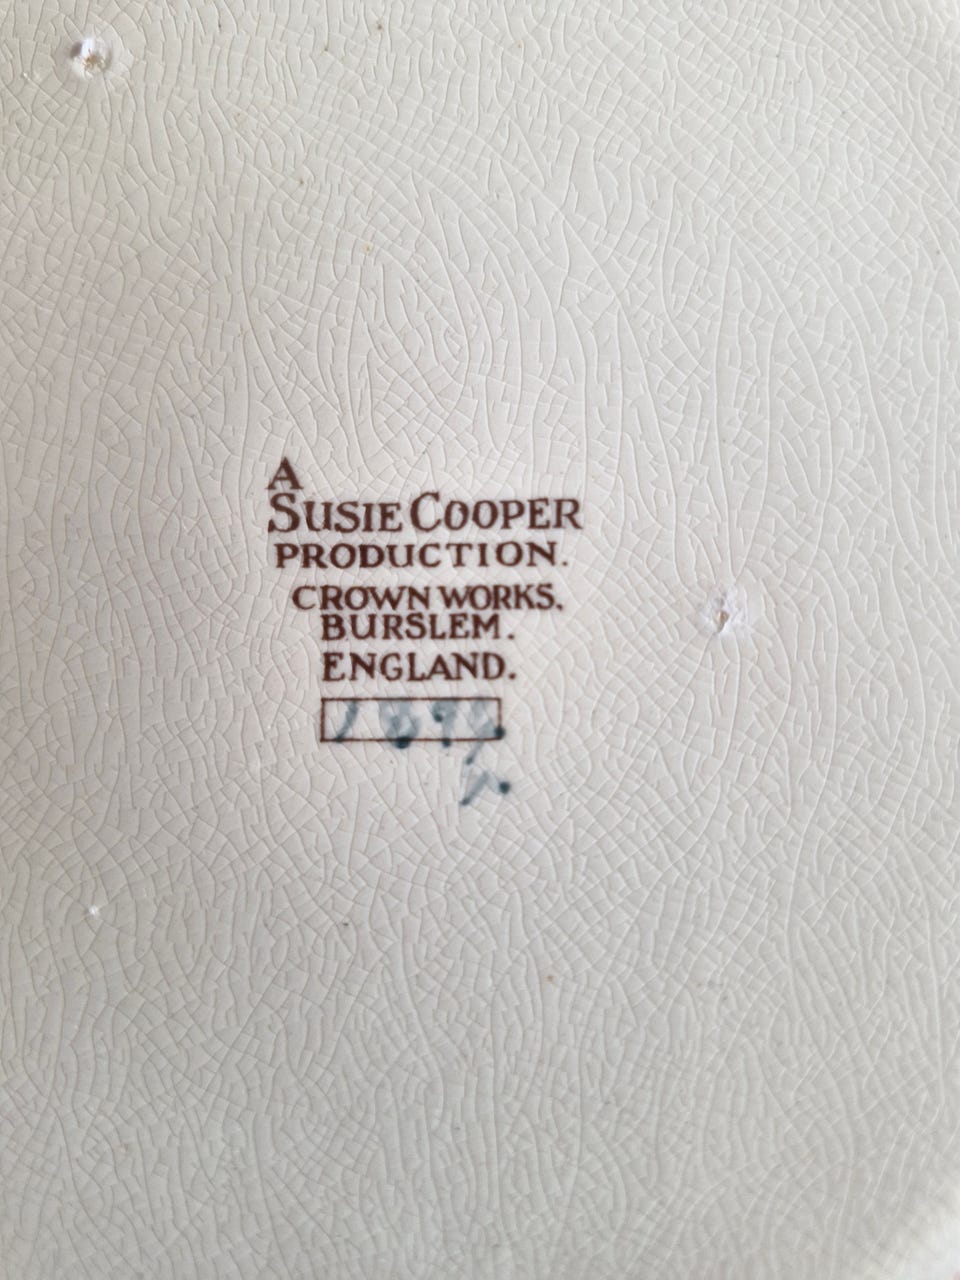 A
SUSIE COOPER
PRODUCTION.
CROWN WORKS.
BURSLEM.
ENGLAND.